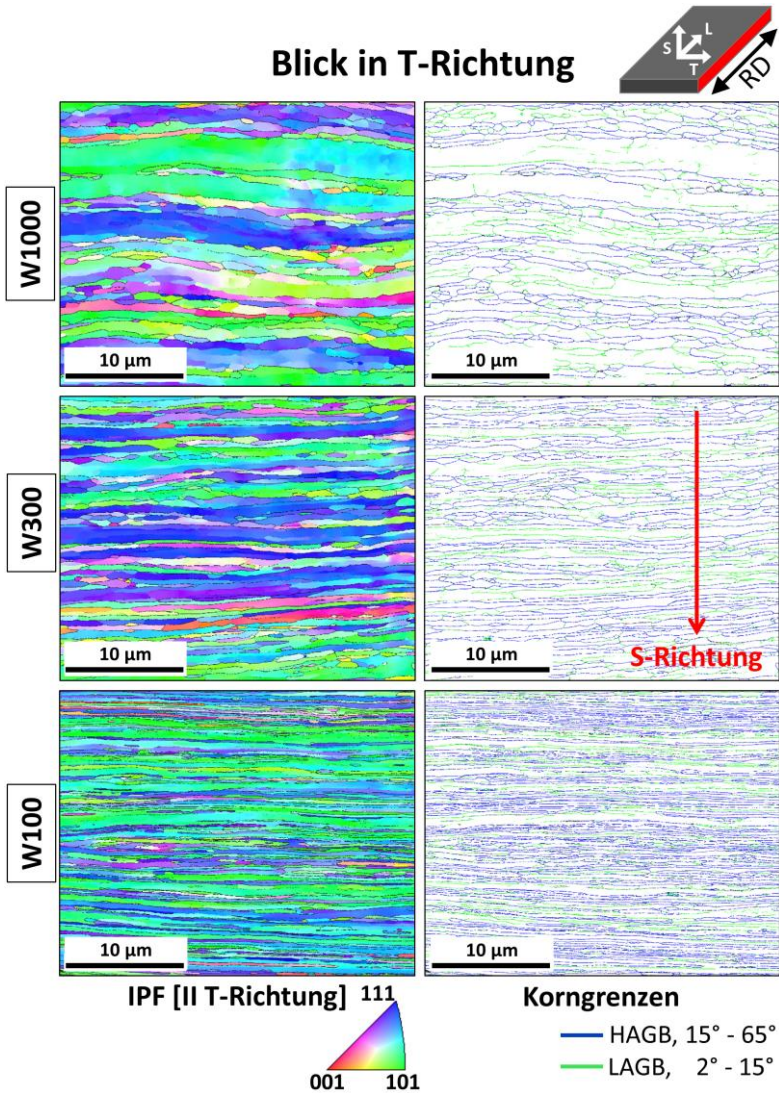 Blick in T-Richtung
S
L
T
RD
W1000
10 µm
10 µm
W300
10 µm
10 µm
S-Richtung
W100
10 µm
10 µm
IPF [II T-Richtung]
111
001
101
Korngrenzen
HAGB, 15° - 65°
LAGB, 2° - 15°